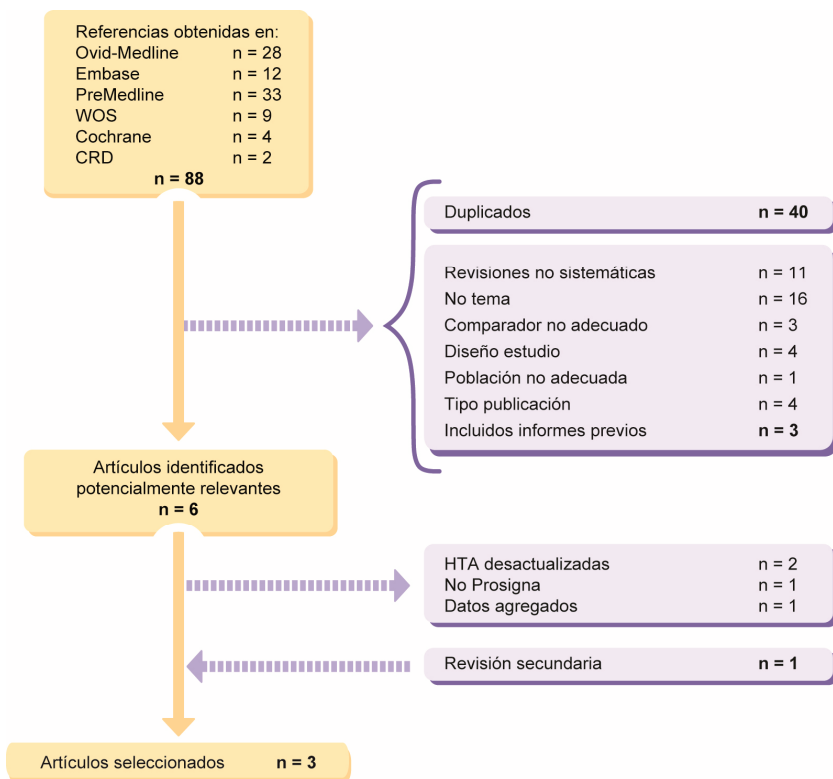 Referencias obtenidas en:
Ovid-Medline n = 28
Embase n = 12
PreMedline n = 33
WOS n = 9
Cochrane n = 4
CRD n = 2
n = 88
Duplicados n = 40
Revisiones no sistemáticas n = 11
No tema n = 16
Comparador no adecuado n = 3
Diseño estudio n = 4
Población no adecuada n = 1
Tipo publicación n = 4
Incluidos informes previos n = 3
Artículos identificados
potencialmente relevantes
n = 6
HTA desactualizadas n = 2
No Prosigna n = 1
Datos agregados n = 1
Revisión secundaria n = 1
Artículos seleccionados n = 3